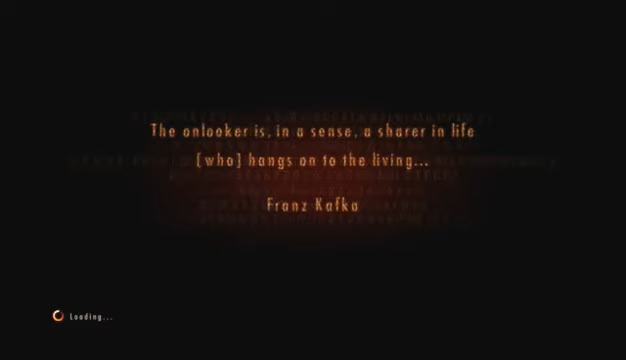 The onlooker is, in a sense, a sharer in life
[who] hangs on to the living...
Franz Kafka
Loading...